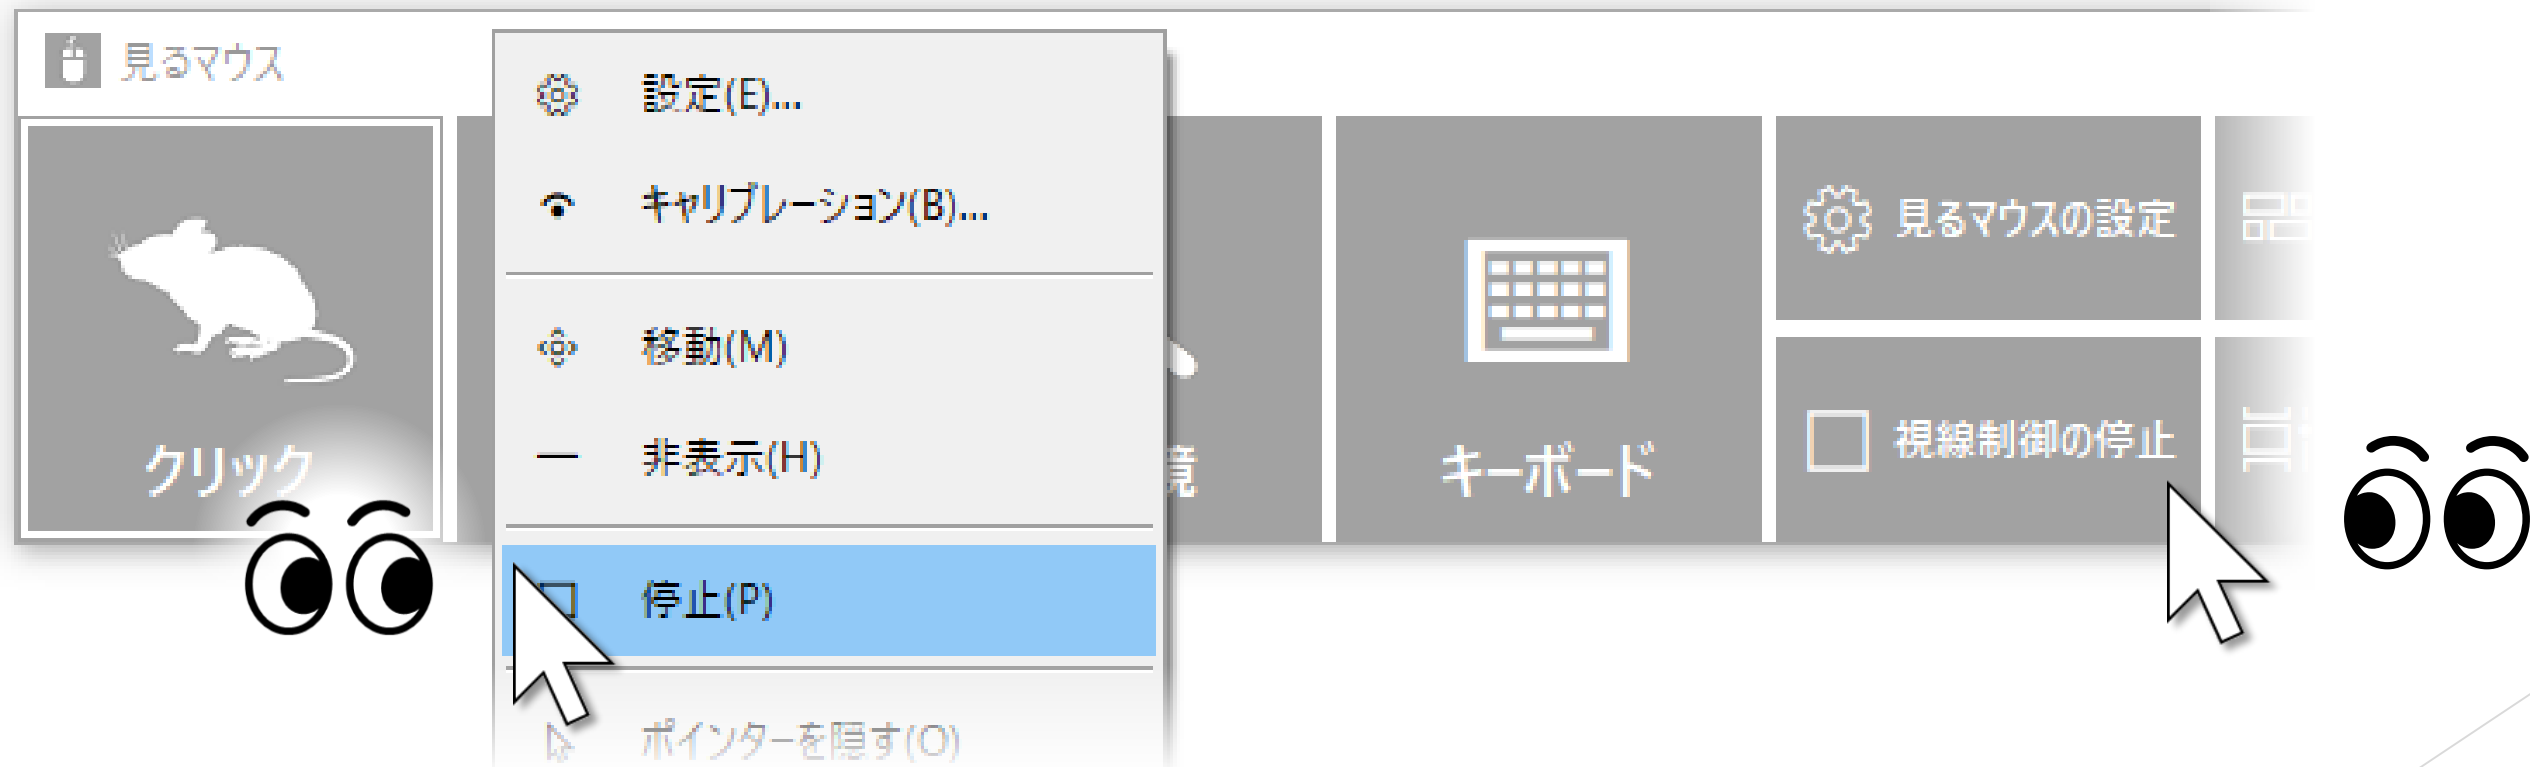 見るマウス
設定(E)...
キャリブレーション(B)...
移動(M)
非表示(H)
停止(P)
ポインターを隠す(O)
クリック
鏡
キーボード
見るマウスの設定
視線制御の停止